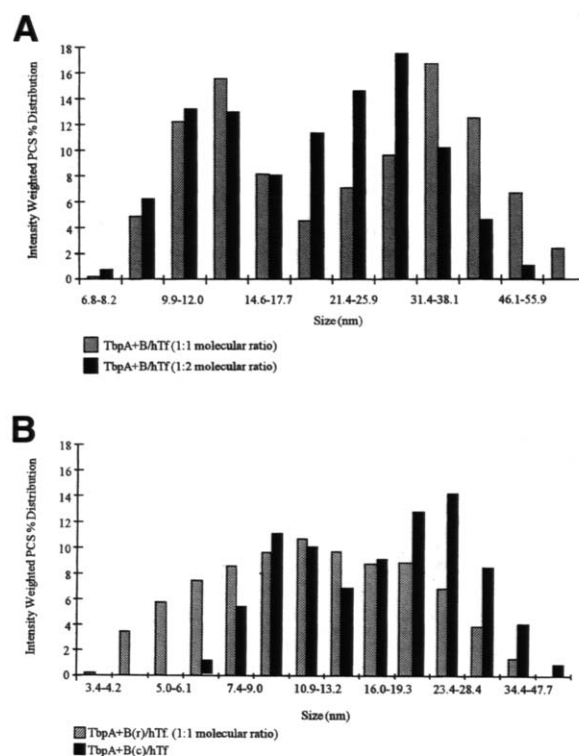 A
Intensity Weighted PCS % Distribution
18
16
14
12
10
8
6
4
2
0
6.8-8.2 9.9-12.0 14.6-17.7 21.4-25.9 31.4-38.1 46.1-55.9
Size (nm)
TbpA+B/hTf (1:1 molecular ratio)
TbpA+B/hTf (1:2 molecular ratio)
B
Intensity Weighted PCS % Distribution
18
16
14
12
10
8
6
4
2
0
3.4-4.2 5.0-6.1 7.4-9.0 10.9-13.2 16.0-19.3 23.4-28.4 34.4-47.7
Size (nm)
TbpA+B(r)/hTf. (1:1 molecular ratio)
TbpA+B(c)/hTf